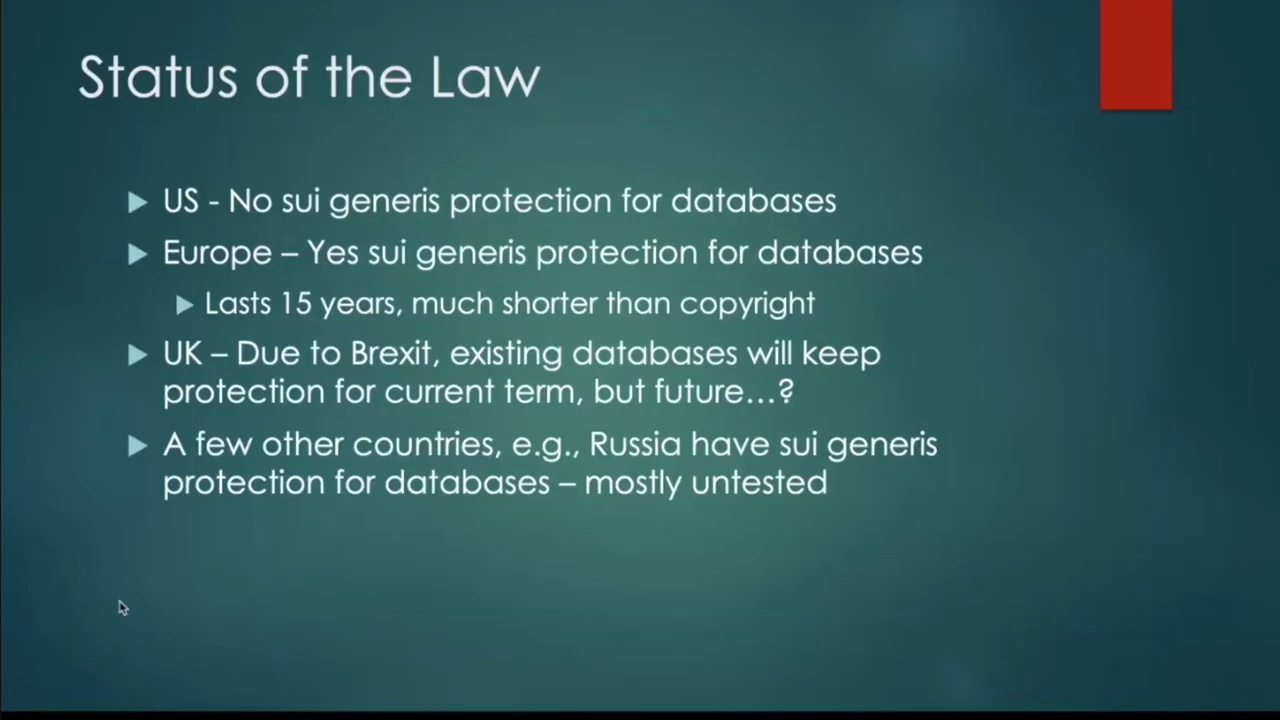 Status of the Law
US - No sui generis protection for databases
Europe – Yes sui generis protection for databases
Lasts 15 years, much shorter than copyright
UK – Due to Brexit, existing databases will keep
protection for current term, but future…?
A few other countries, e.g., Russia have sui generis
protection for databases – mostly untested